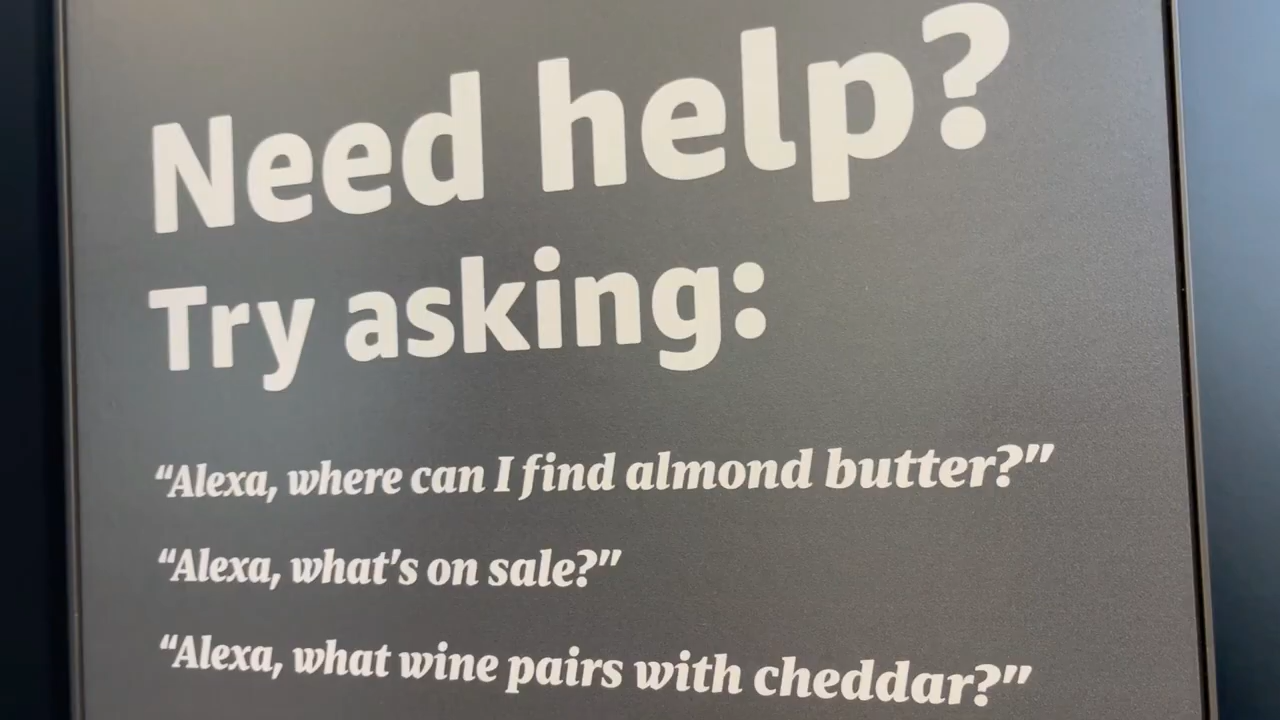 Need help?
Try asking:
“Alexa, where can I find almond butter?”
“Alexa, what's on sale?”
“Alexa, what wine pairs with cheddar?”